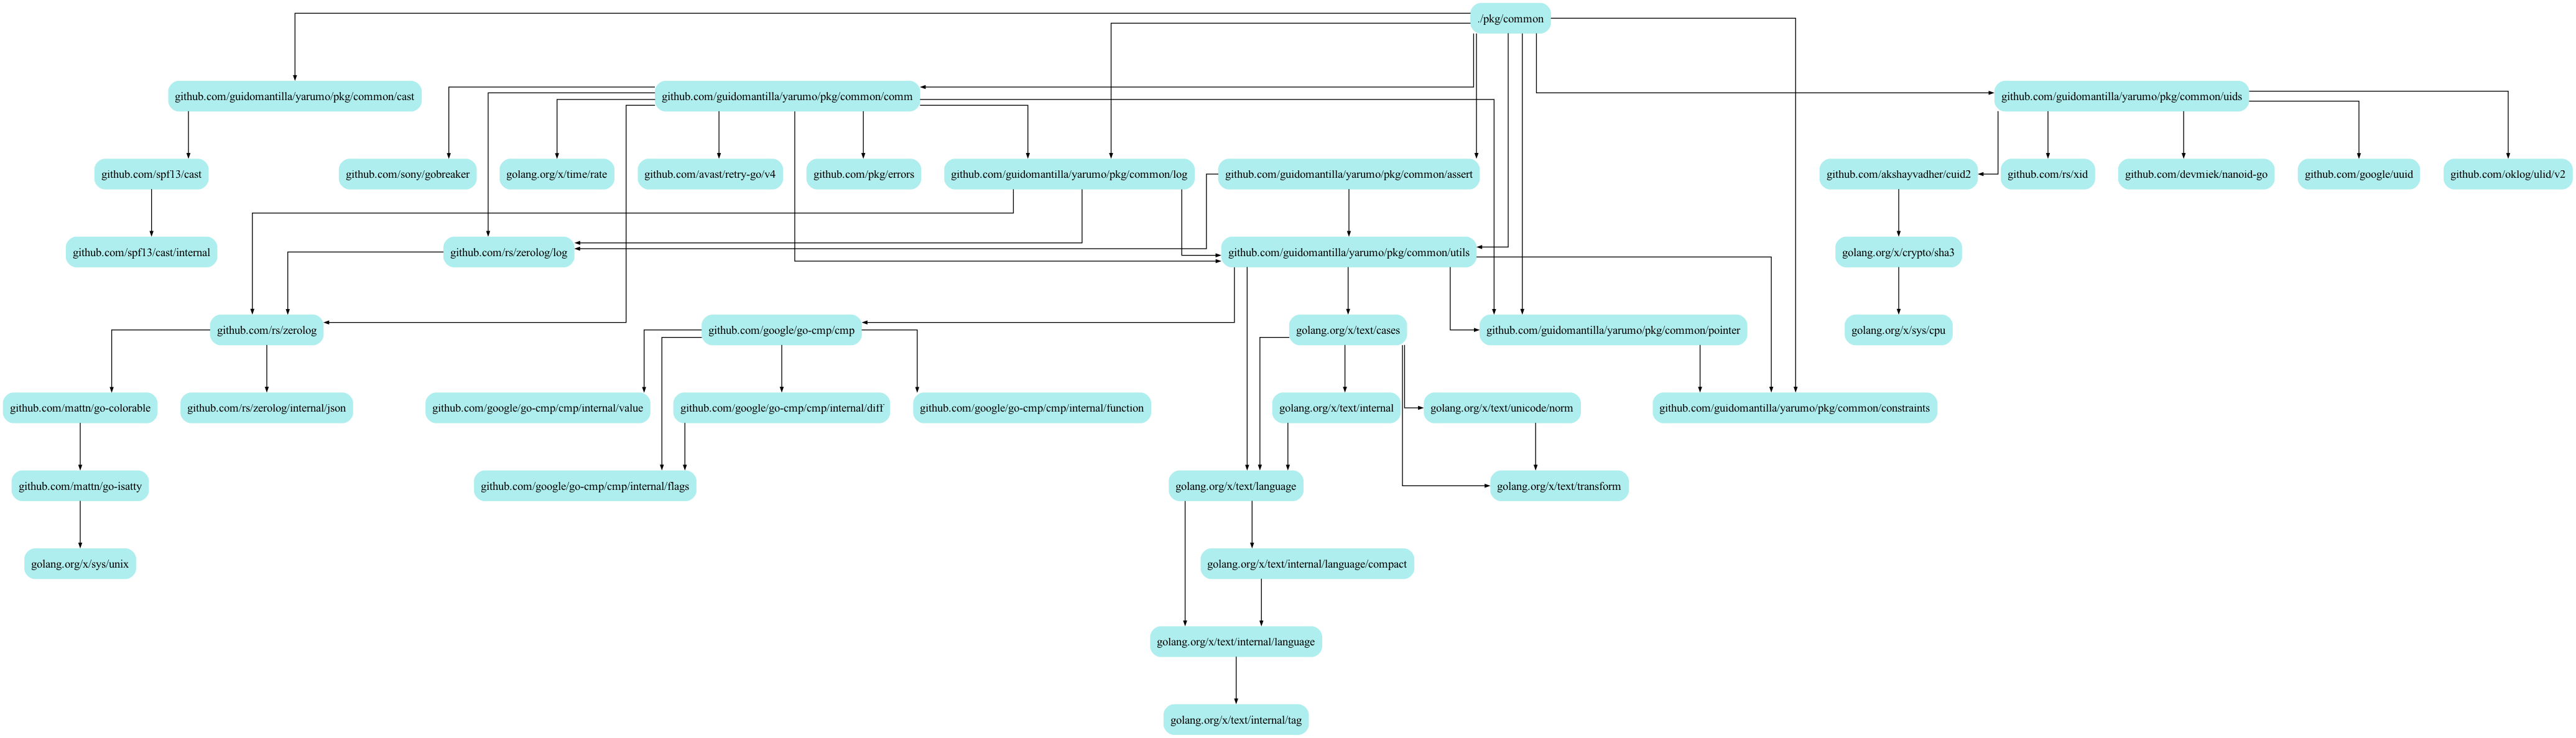 ./pkg/common
github.com/guidomantilla/yarumo/pkg/common/cast
github.com/guidomantilla/yarumo/pkg/common/comm
github.com/guidomantilla/yarumo/pkg/common/uids
github.com/spf13/cast
github.com/sony/gobreaker
golang.org/x/time/rate
github.com/avast/retry-go/v4
github.com/pkg/errors
github.com/guidomantilla/yarumo/pkg/common/log
github.com/guidomantilla/yarumo/pkg/common/assert
github.com/akshayvadher/cuid2
github.com/rs/xid
github.com/devmiek/nanoid-go
github.com/google/uuid
github.com/oklog/ulid/v2
github.com/spf13/cast/internal
github.com/rs/zerolog/log
github.com/guidomantilla/yarumo/pkg/common/utils
golang.org/x/crypto/sha3
github.com/rs/zerolog
github.com/google/go-cmp/cmp
golang.org/x/text/cases
github.com/guidomantilla/yarumo/pkg/common/pointer
golang.org/x/sys/cpu
github.com/mattn/go-colorable
github.com/rs/zerolog/internal/json
github.com/google/go-cmp/cmp/internal/value
github.com/google/go-cmp/cmp/internal/diff
github.com/google/go-cmp/cmp/internal/function
golang.org/x/text/internal
golang.org/x/text/unicode/norm
github.com/guidomantilla/yarumo/pkg/common/constraints
github.com/mattn/go-isatty
github.com/google/go-cmp/cmp/internal/flags
golang.org/x/text/language
golang.org/x/text/transform
golang.org/x/sys/unix
golang.org/x/text/internal/language/compact
golang.org/x/text/internal/language
golang.org/x/text/internal/tag